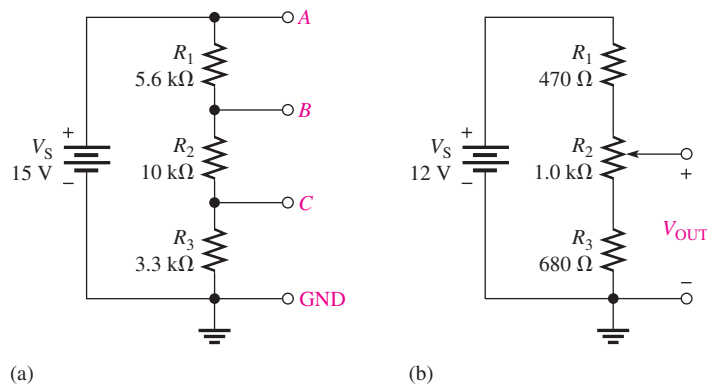 A
R1
5.6 kΩ
B
+
VS
15 V
−
R2
10 kΩ
C
R3
3.3 kΩ
GND
(a)
R1
470 Ω
+
VS
12 V
−
R2
1.0 kΩ
+
VOUT
R3
680 Ω
−
(b)